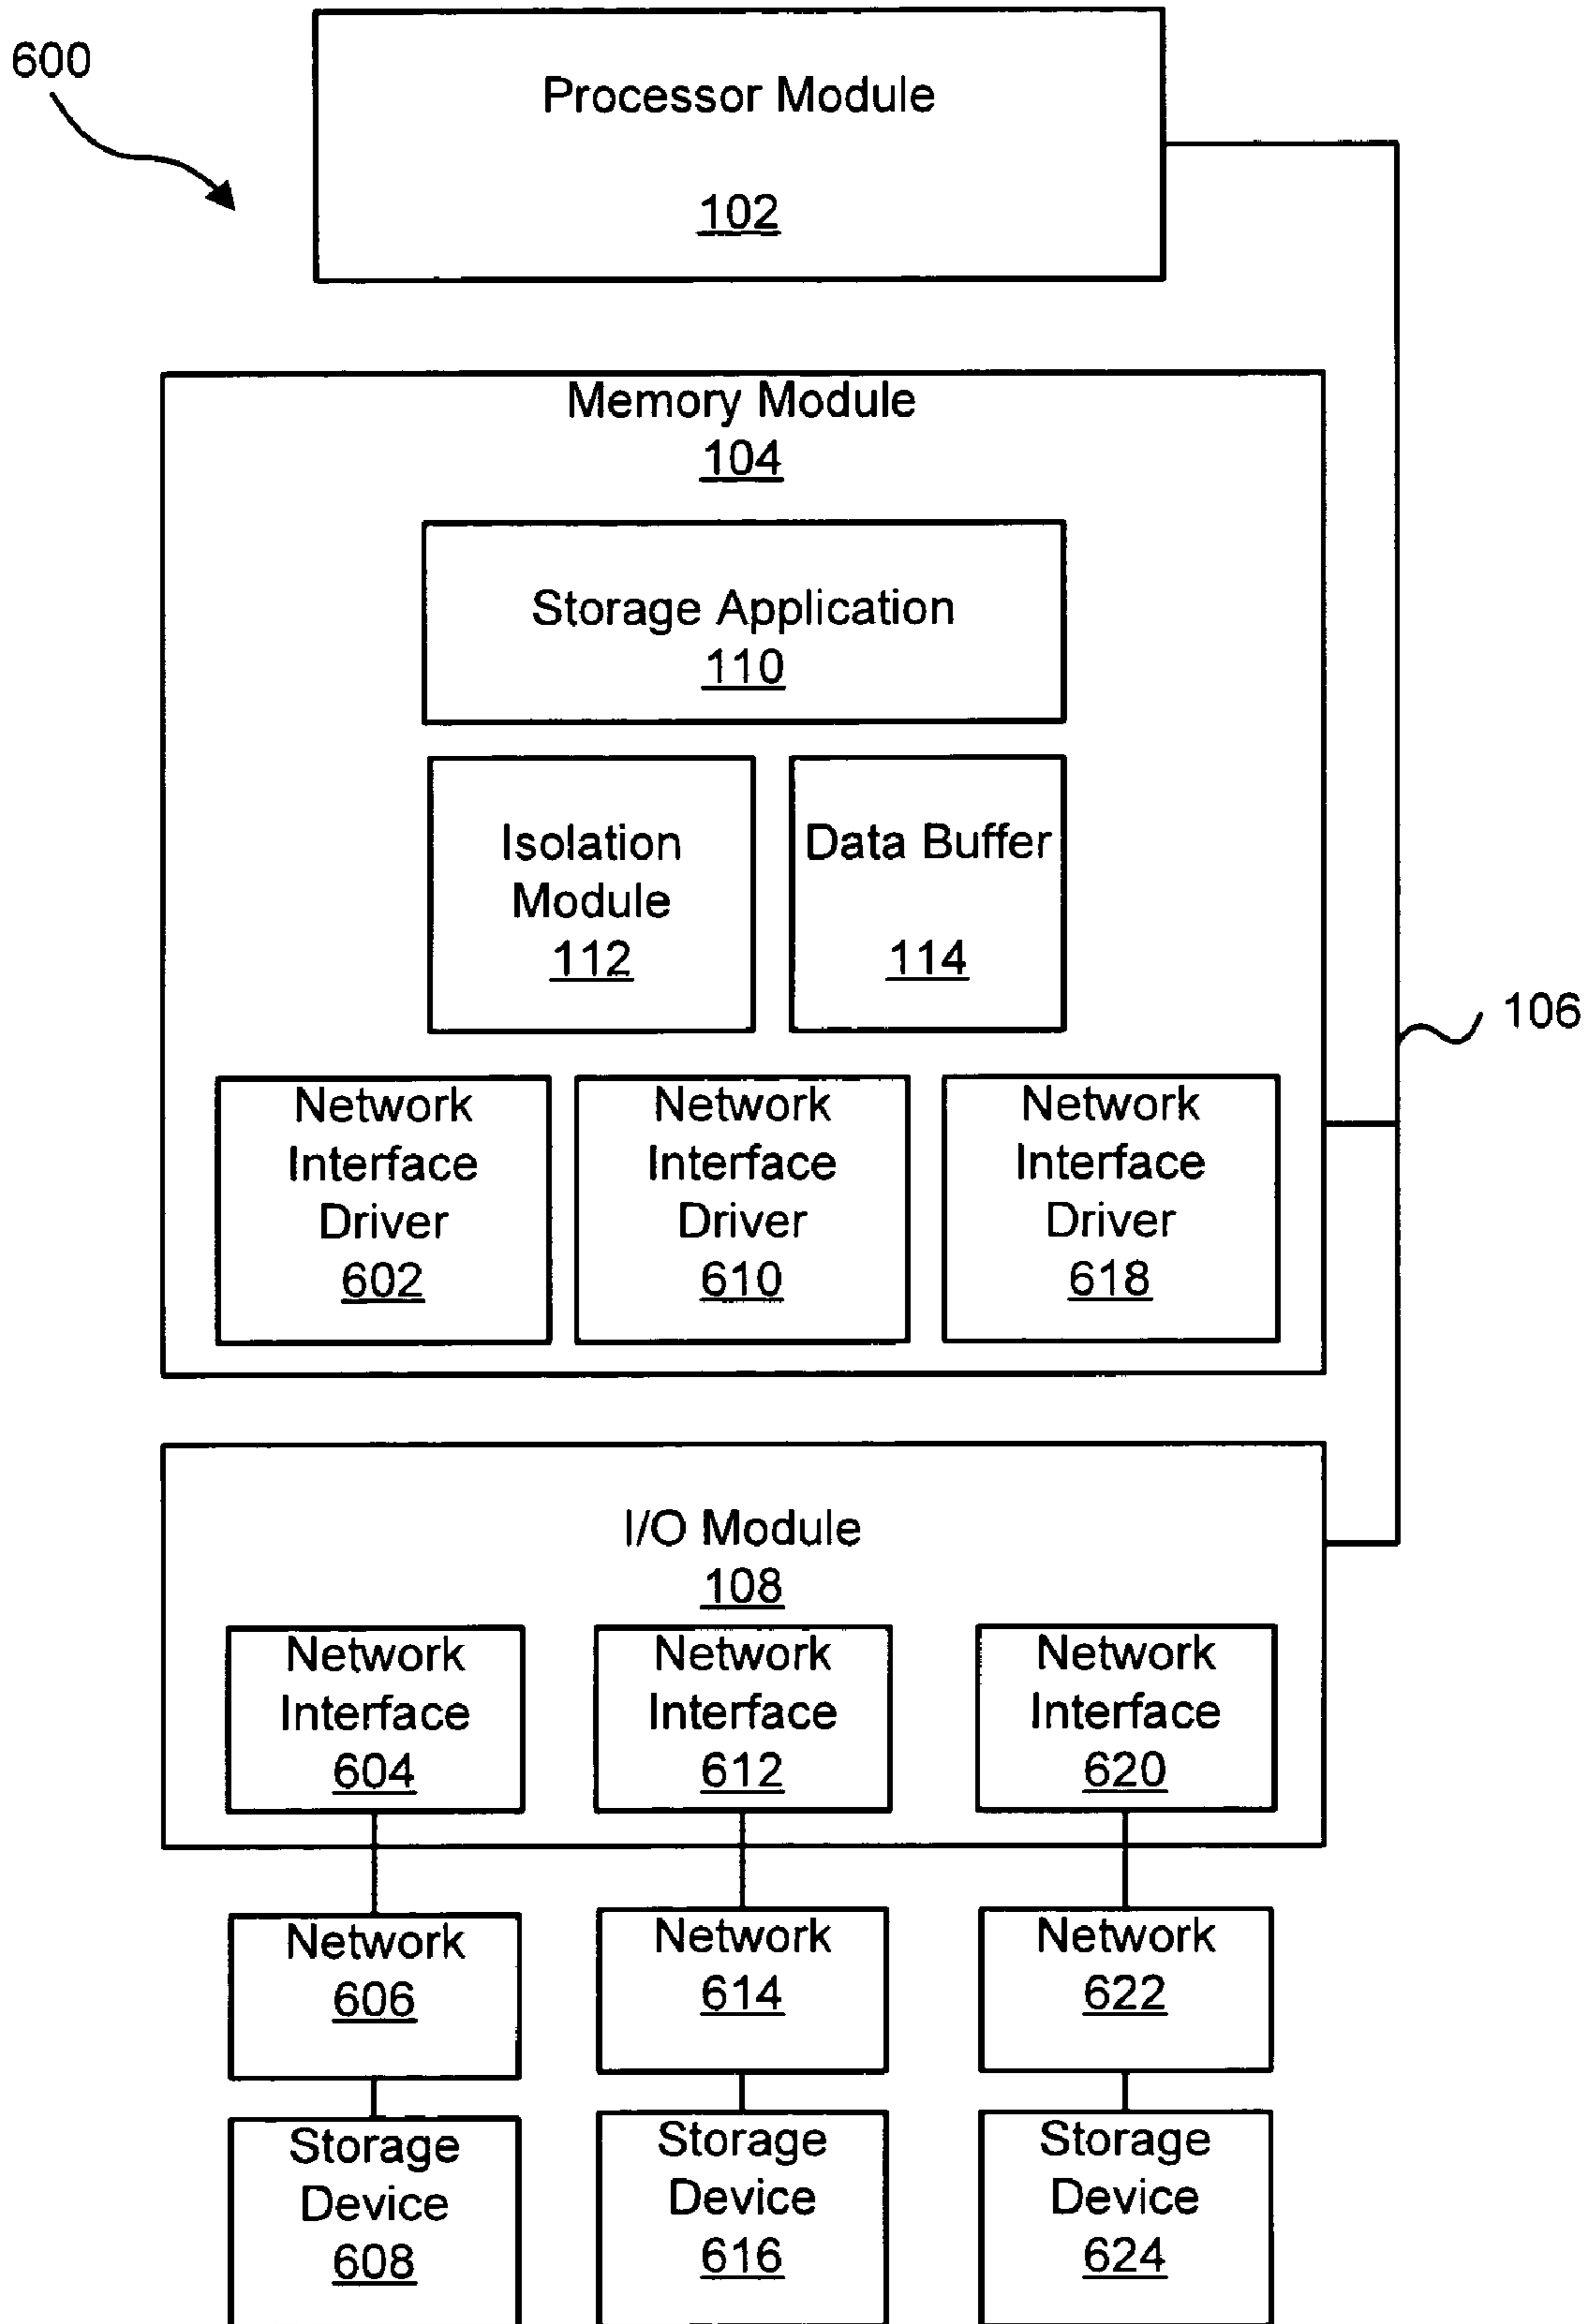 600
Processor Module
102
Memory Module
104
Storage Application
110
Isolation
Module
112
Data Buffer
114
106
Network
Interface
Driver
602
Network
Interface
Driver
610
Network
Interface
Driver
618
I/O Module
108
Network
Interface
604
Network
Interface
612
Network
Interface
620
Network
606
Network
614
Network
622
Storage
Device
608
Storage
Device
616
Storage
Device
624